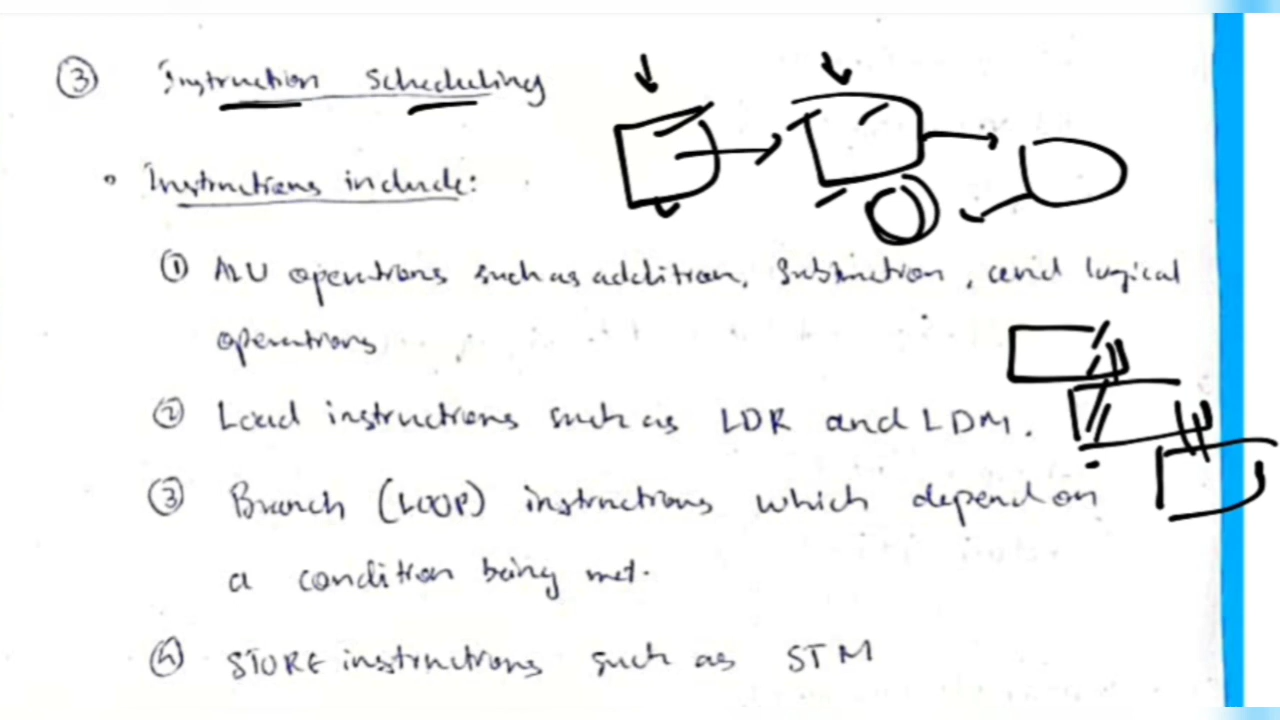 ③ Instruction Scheduling
• Instructions include:
① ALU operations such as addition, Subtraction, and logical
operations
② Load instructions such as LDR and LDM.
③ Branch (LOOP) instructions which depend on
a condition being met.
④ STORE instructions such as STM